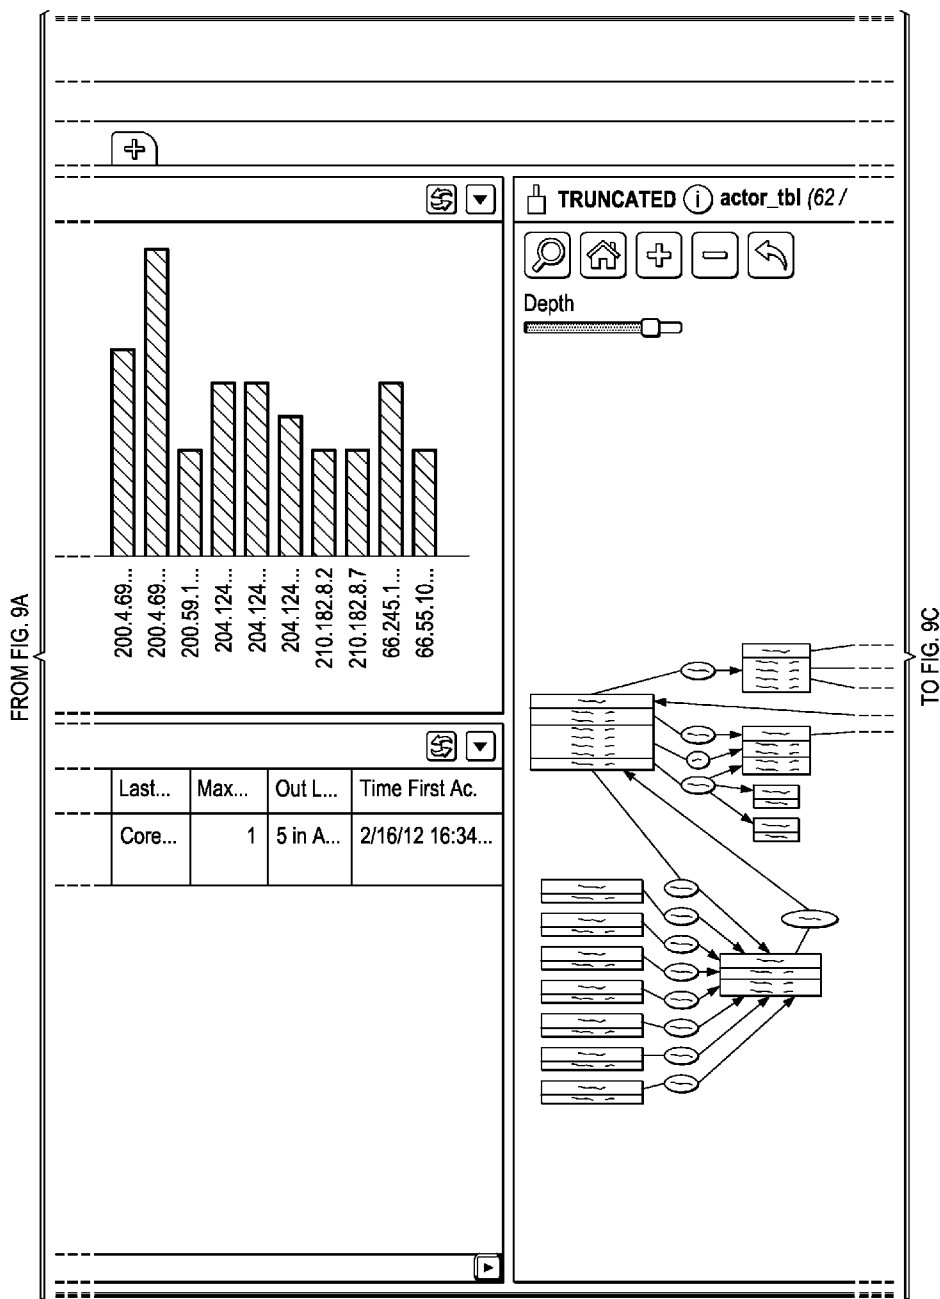 FROM FIG. 9A
TO FIG. 9C
200.4.69...
200.4.69...
200.59.1...
204.124...
204.124...
204.124...
210.182.8.2
210.182.8.7
66.245.1...
66.55.10...
Last... Max... Out L... Time First Ac.
Core... 1 5 in A... 2/16/12 16:34...
TRUNCATED i actor_tbl (62 /
Depth